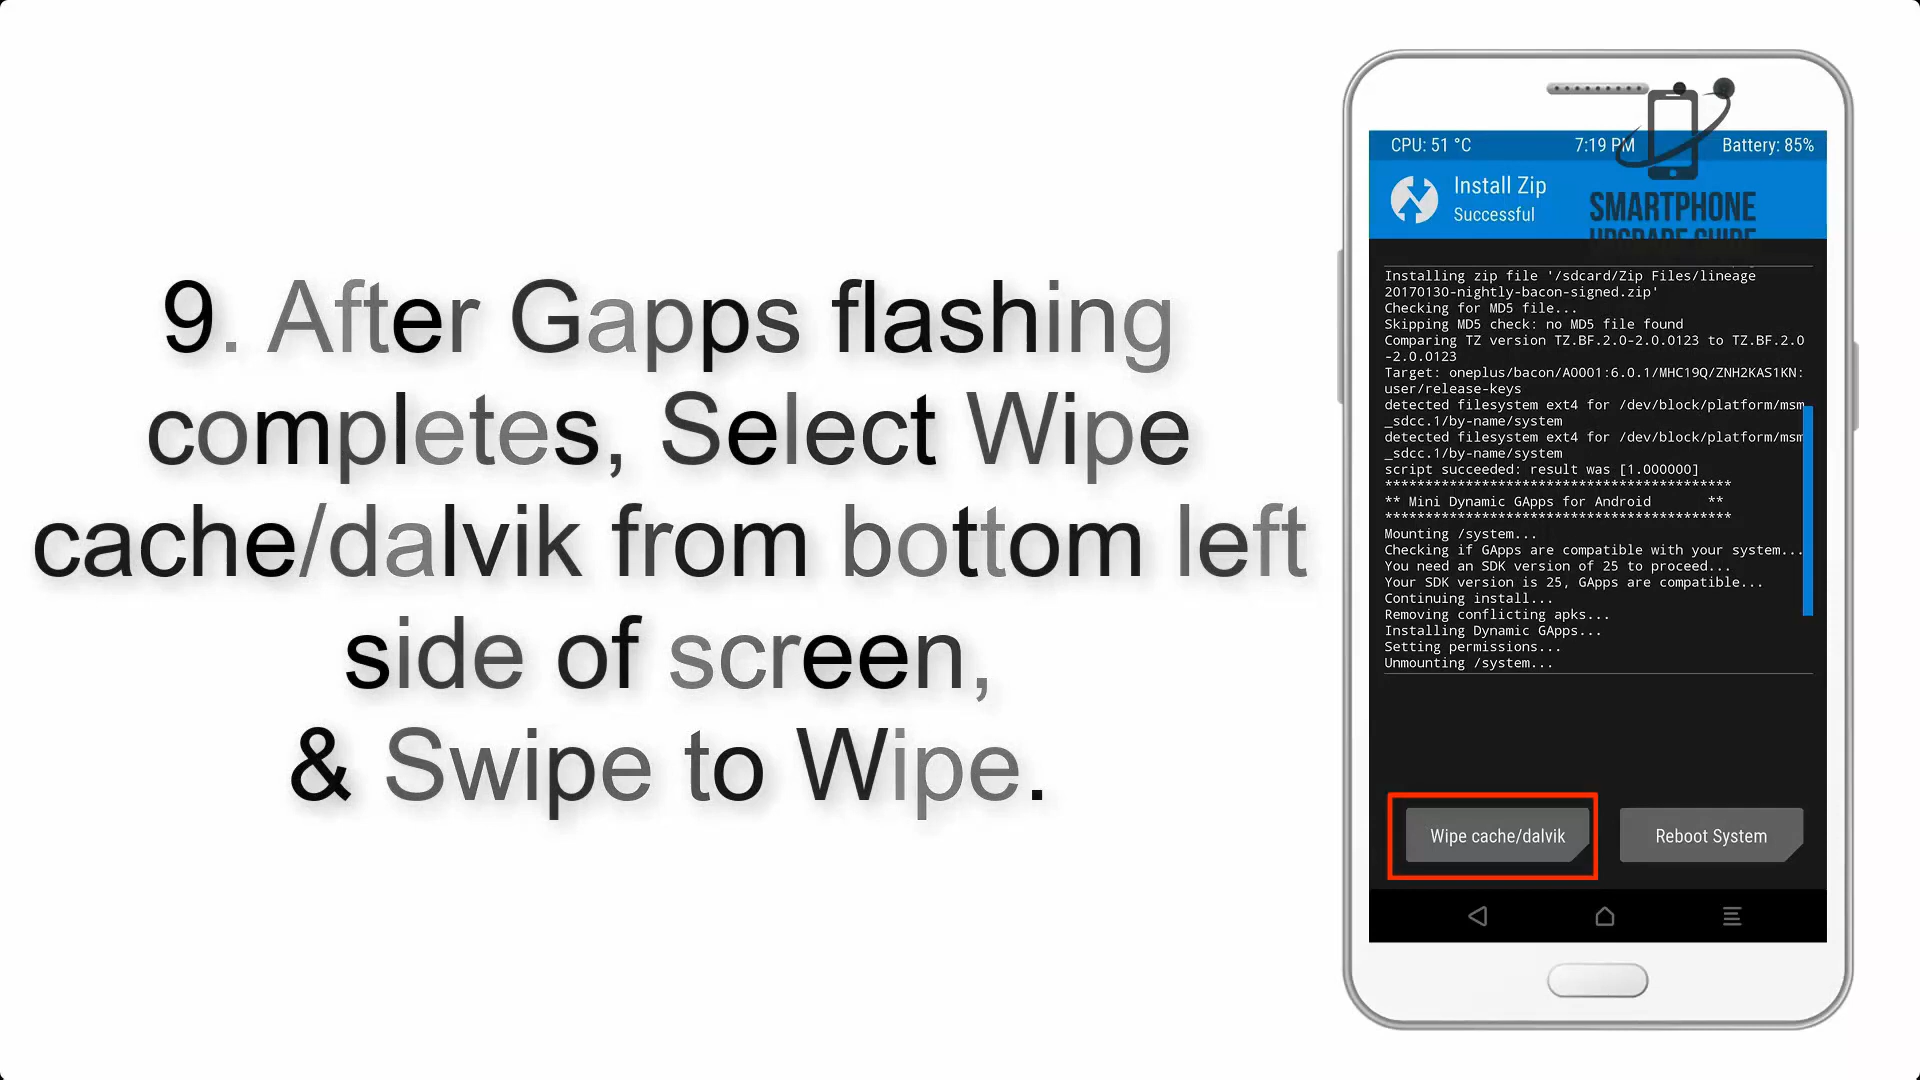 9. After Gapps flashing
completes, Select Wipe
cache/dalvik from bottom left
side of screen,
& Swipe to Wipe.
CPU: 51 °C 7:19 PM Battery: 85%
Install Zip
Successful
SMARTPHONE
UPGRADE GUIDE
Installing zip file '/sdcard/Zip Files/lineage
20170130-nightly-bacon-signed.zip'
Checking for MD5 file...
Skipping MD5 check: no MD5 file found
Comparing TZ version TZ.BF.2.0-2.0.0123 to TZ.BF.2.0
-2.0.0123
Target: oneplus/bacon/A0001:6.0.1/MHC19Q/ZNH2KAS1KN:
user/release-keys
detected filesystem ext4 for /dev/block/platform/msm
_sdcc.1/by-name/system
detected filesystem ext4 for /dev/block/platform/msm
_sdcc.1/by-name/system
script succeeded: result was [1.000000]
*******************************************
** Mini Dynamic GApps for Android **
*******************************************
Mounting /system...
Checking if GApps are compatible with your system...
You need an SDK version of 25 to proceed...
Your SDK version is 25, GApps are compatible...
Continuing install...
Removing conflicting apks...
Installing Dynamic GApps...
Setting permissions...
Unmounting /system...
Wipe cache/dalvik Reboot System